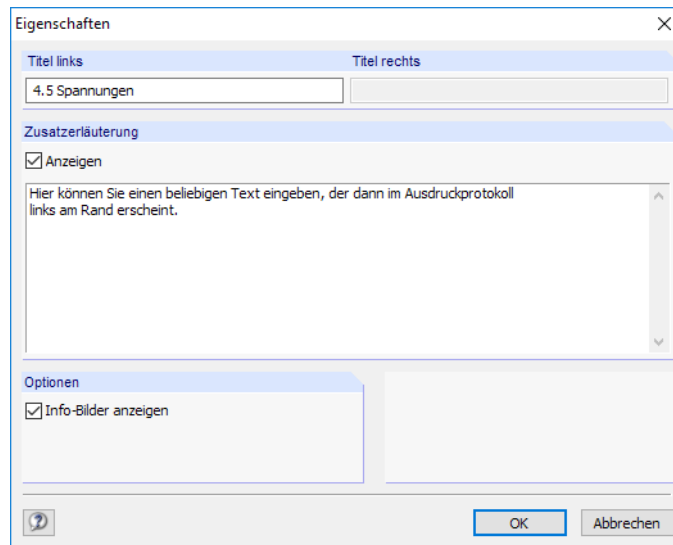 Eigenschaften
Titel links
Titel rechts
4.5 Spannungen
Zusatzerläuterung
Anzeigen
Hier können Sie einen beliebigen Text eingeben, der dann im Ausdruckprotokoll
links am Rand erscheint.
Optionen
Info-Bilder anzeigen
OK
Abbrechen